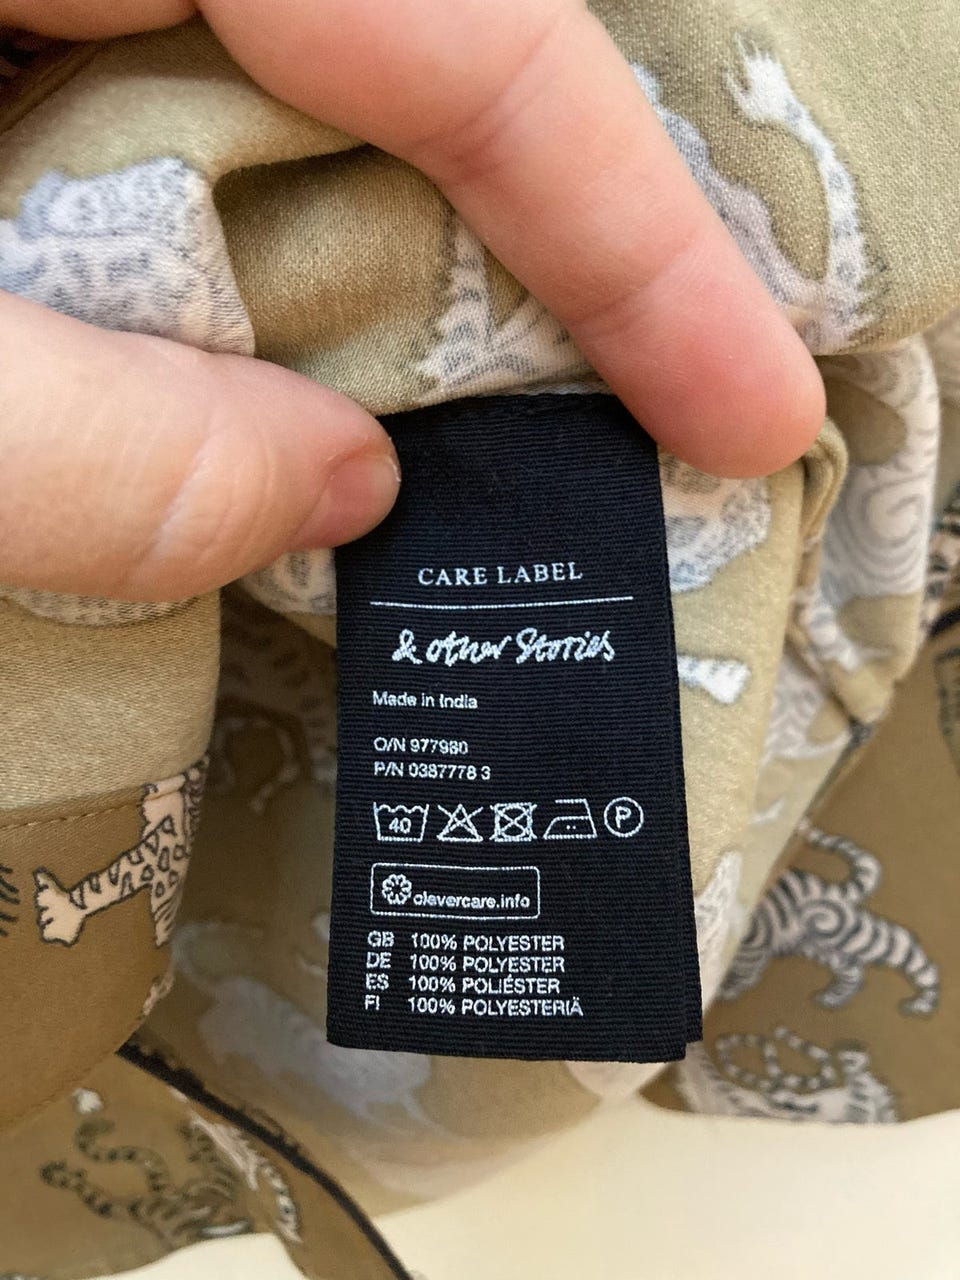 CARE LABEL
& other Stories
Made in India
O/N 977980
P/N 0387778 3
40 P
clevercare.info
GB 100% POLYESTER
DE 100% POLYESTER
ES 100% POLIÉSTER
FI 100% POLYESTERIÄ